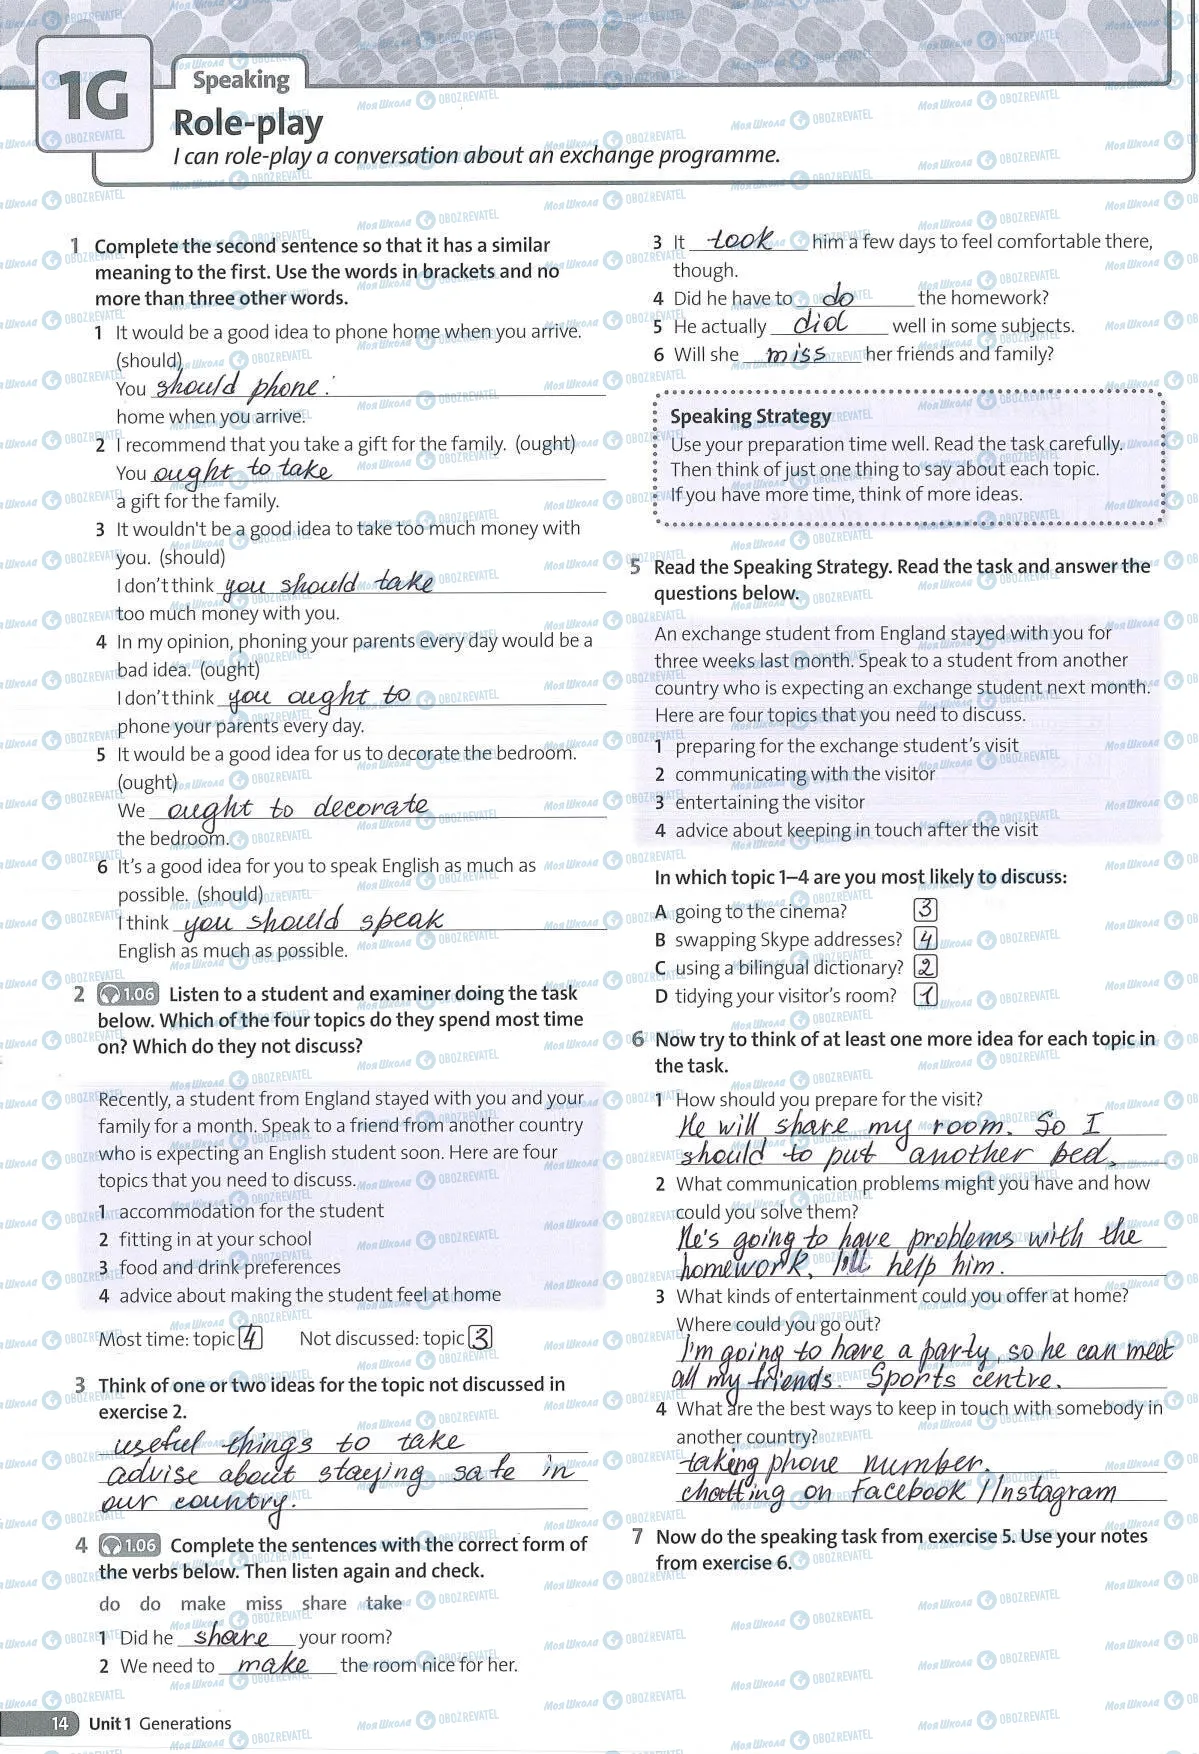 1G
Speaking
Role-play
I can role-play a conversation about an exchange programme.
1 Complete the second sentence so that it has a similar
meaning to the first. Use the words in brackets and no
more than three other words.
1 It would be a good idea to phone home when you arrive.
(should)
You should phone.
home when you arrive.
2 I recommend that you take a gift for the family. (ought)
You ought to take
a gift for the family.
3 It wouldn't be a good idea to take too much money with
you. (should)
I don't think you should take
too much money with you.
4 In my opinion, phoning your parents every day would be a
bad idea. (ought)
I don't think you ought to
phone your parents every day.
5 It would be a good idea for us to decorate the bedroom.
(ought)
We ought to decorate
the bedroom.
6 It's a good idea for you to speak English as much as
possible. (should)
I think you should speak
English as much as possible.
2 1.06 Listen to a student and examiner doing the task
below. Which of the four topics do they spend most time
on? Which do they not discuss?
Recently, a student from England stayed with you and your
family for a month. Speak to a friend from another country
who is expecting an English student soon. Here are four
topics that you need to discuss.
1 accommodation for the student
2 fitting in at your school
3 food and drink preferences
4 advice about making the student feel at home
Most time: topic 4 Not discussed: topic 3
3 Think of one or two ideas for the topic not discussed in
exercise 2.
useful things to take
advise about staying safe in
our country.
4 1.06 Complete the sentences with the correct form of
the verbs below. Then listen again and check.
do do make miss share take
1 Did he share your room?
2 We need to make the room nice for her.
3 It took him a few days to feel comfortable there,
though.
4 Did he have to do the homework?
5 He actually did well in some subjects.
6 Will she miss her friends and family?
Speaking Strategy
Use your preparation time well. Read the task carefully.
Then think of just one thing to say about each topic.
If you have more time, think of more ideas.
5 Read the Speaking Strategy. Read the task and answer the
questions below.
An exchange student from England stayed with you for
three weeks last month. Speak to a student from another
country who is expecting an exchange student next month.
Here are four topics that you need to discuss.
1 preparing for the exchange student's visit
2 communicating with the visitor
3 entertaining the visitor
4 advice about keeping in touch after the visit
In which topic 1–4 are you most likely to discuss:
A going to the cinema? 3
B swapping Skype addresses? 4
C using a bilingual dictionary? 2
D tidying your visitor's room? 1
6 Now try to think of at least one more idea for each topic in
the task.
1 How should you prepare for the visit?
He will share my room. So I
should to put another bed.
2 What communication problems might you have and how
could you solve them?
He's going to have problems with the
homework. I'll help him.
3 What kinds of entertainment could you offer at home?
Where could you go out?
I'm going to have a party, so he can meet
all my friends. Sports centre.
4 What are the best ways to keep in touch with somebody in
another country?
taking phone number.
chatting on Facebook / Instagram
7 Now do the speaking task from exercise 5. Use your notes
from exercise 6.
14 Unit 1 Generations
Моя Школа OBOZREVATEL